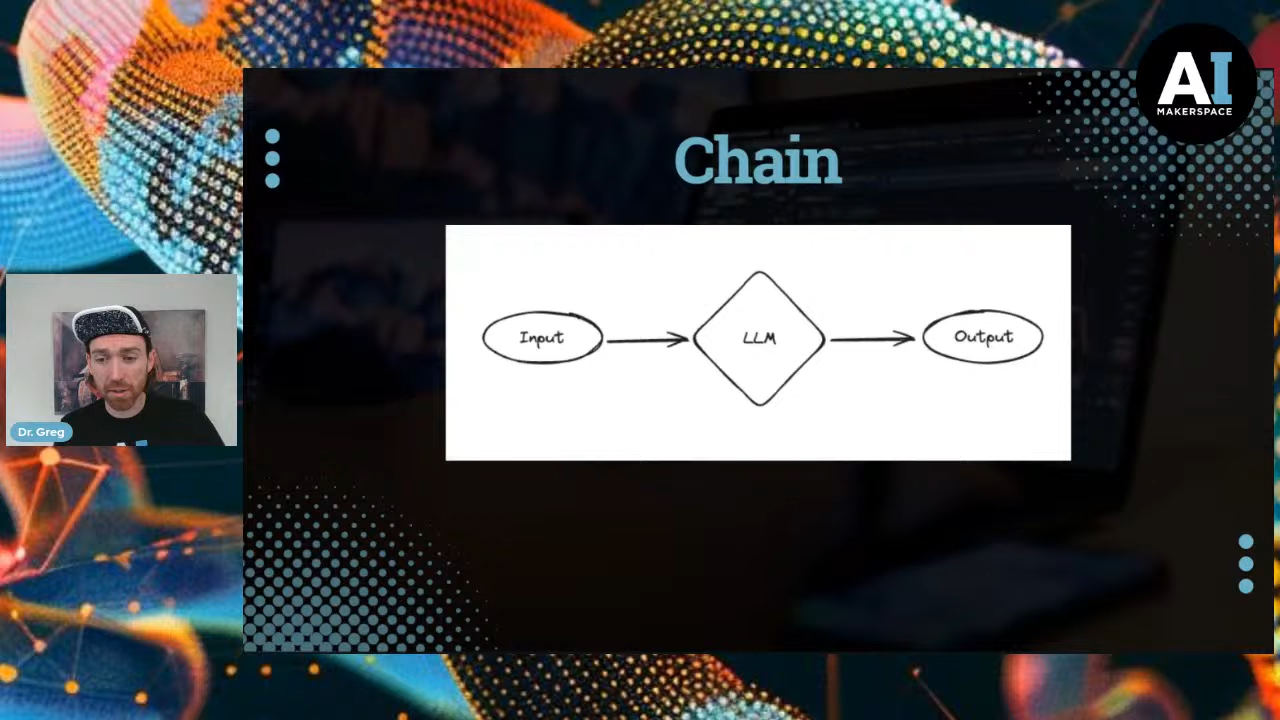 AI
MAKERSPACE
Chain
Input
LLM
Output
Dr. Greg